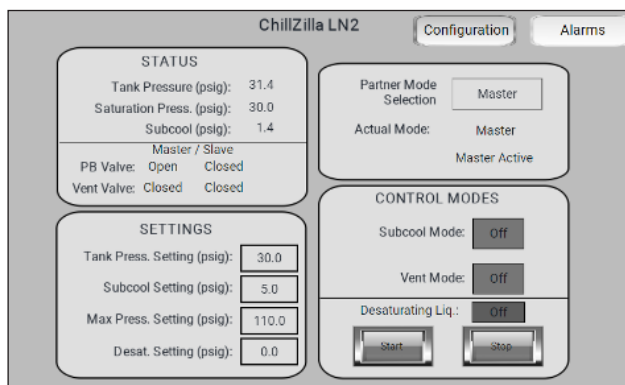 ChillZilla LN2
Configuration
Alarms
STATUS
Tank Pressure (psig): 31.4
Saturation Press. (psig): 30.0
Subcool (psig): 1.4
Master / Slave
PB Valve: Open Closed
Vent Valve: Closed Closed
Partner Mode
Selection
Master
Actual Mode: Master
Master Active
SETTINGS
Tank Press. Setting (psig): 30.0
Subcool Setting (psig): 5.0
Max Press. Setting (psig): 110.0
Desat. Setting (psig): 0.0
CONTROL MODES
Subcool Mode: Off
Vent Mode: Off
Desaturating Liq.: Off
Start
Stop